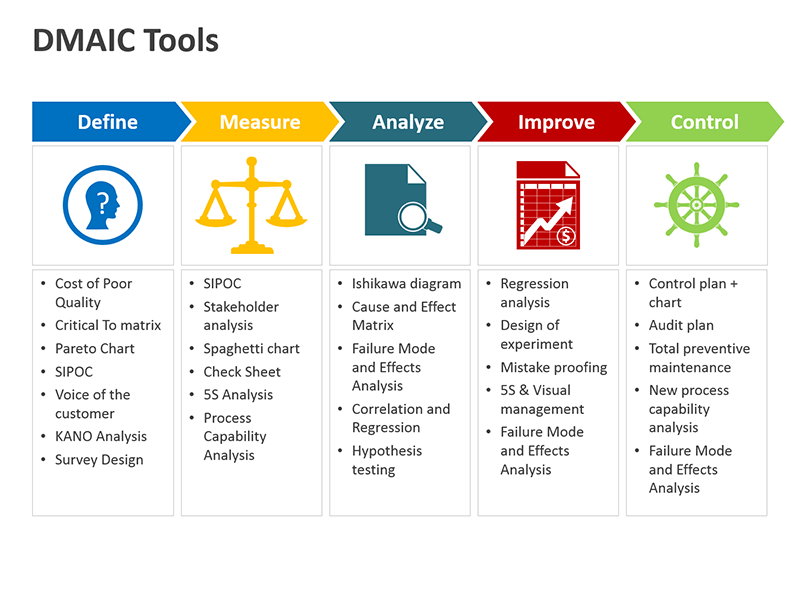 DMAIC Tools
Define
Measure
Analyze
Improve
Control
?
$
• Cost of Poor
Quality
• Critical To matrix
• Pareto Chart
• SIPOC
• Voice of the
customer
• KANO Analysis
• Survey Design
• SIPOC
• Stakeholder
analysis
• Spaghetti chart
• Check Sheet
• 5S Analysis
• Process
Capability
Analysis
• Ishikawa diagram
• Cause and Effect
Matrix
• Failure Mode
and Effects
Analysis
• Correlation and
Regression
• Hypothesis
testing
• Regression
analysis
• Design of
experiment
• Mistake proofing
• 5S & Visual
management
• Failure Mode
and Effects
Analysis
• Control plan +
chart
• Audit plan
• Total preventive
maintenance
• New process
capability
analysis
• Failure Mode
and Effects
Analysis